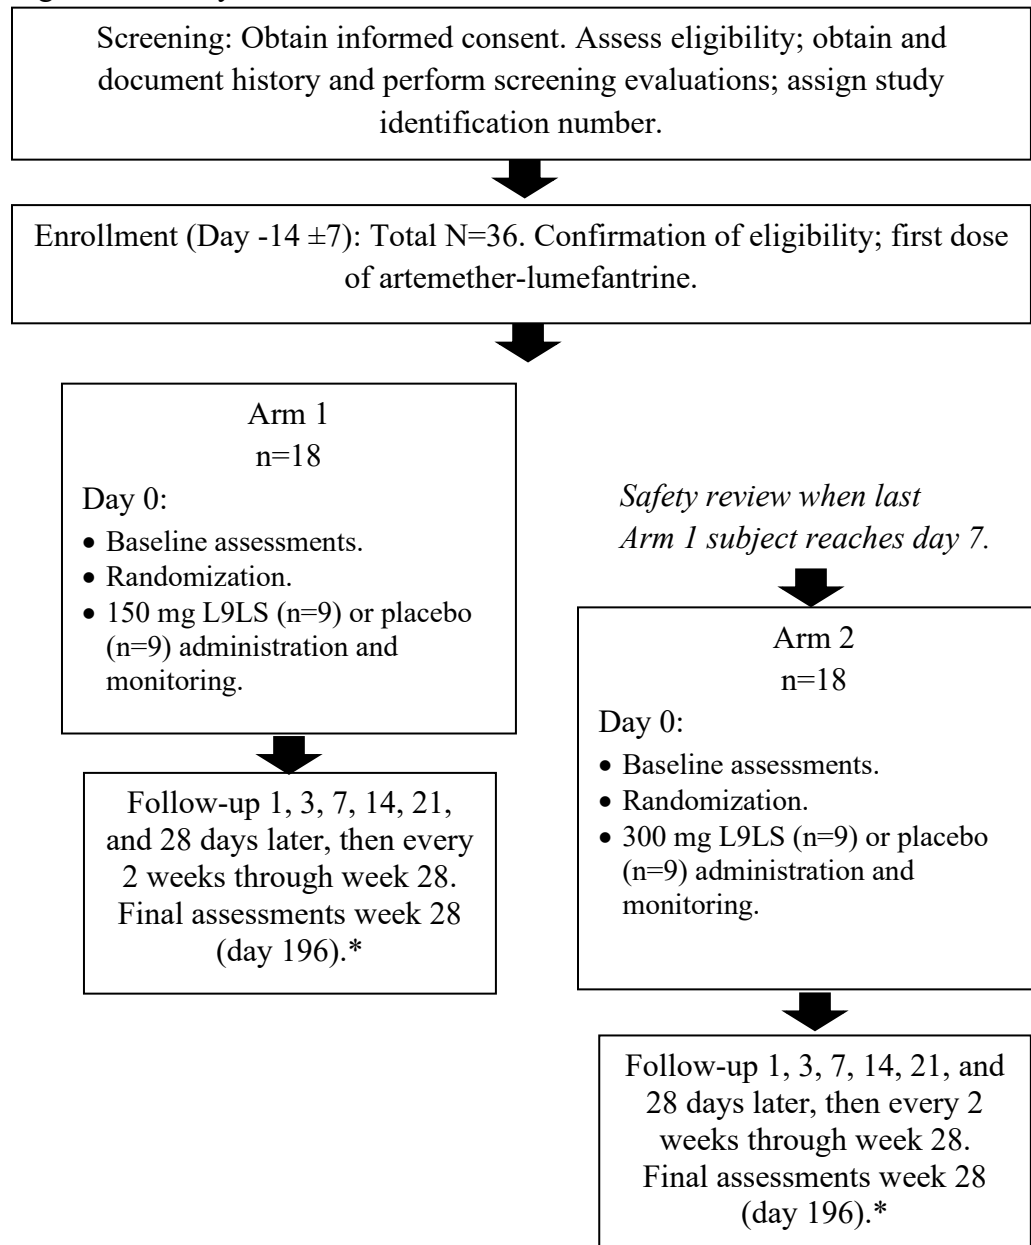 Screening: Obtain informed consent. Assess eligibility; obtain and
document history and perform screening evaluations; assign study
identification number.
Enrollment (Day -14 ±7): Total N=36. Confirmation of eligibility; first dose
of artemether-lumefantrine.
Arm 1
n=18
Day 0:
• Baseline assessments.
• Randomization.
• 150 mg L9LS (n=9) or placebo
(n=9) administration and
monitoring.
Follow-up 1, 3, 7, 14, 21,
and 28 days later, then every
2 weeks through week 28.
Final assessments week 28
(day 196).*
Safety review when last
Arm 1 subject reaches day 7.
Arm 2
n=18
Day 0:
• Baseline assessments.
• Randomization.
• 300 mg L9LS (n=9) or placebo
(n=9) administration and
monitoring.
Follow-up 1, 3, 7, 14, 21, and
28 days later, then every 2
weeks through week 28.
Final assessments week 28
(day 196).*